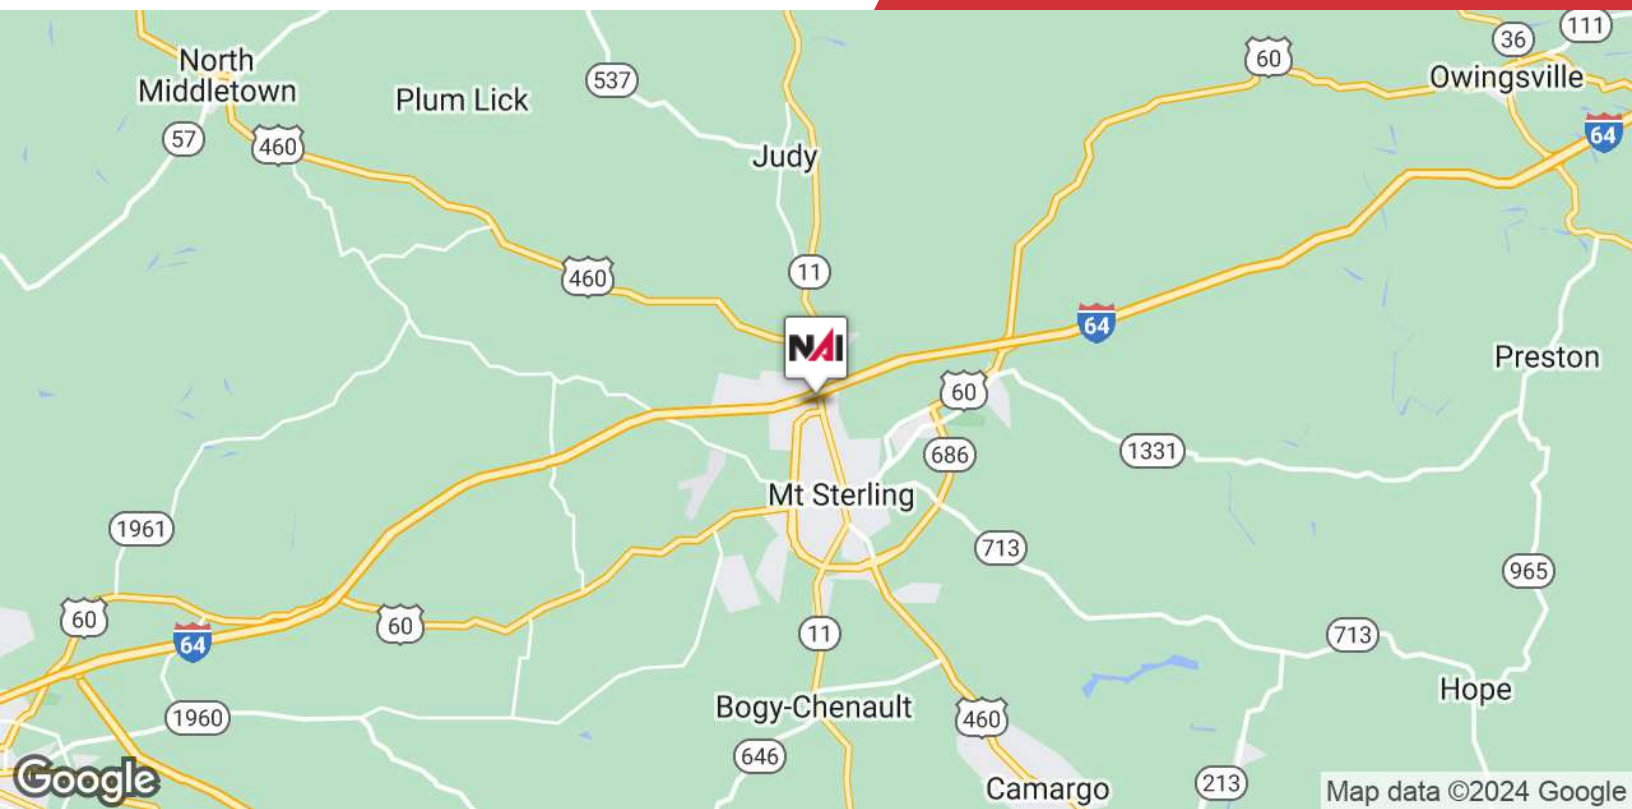 111
36
60
North
Middletown
Owingsville
537
Plum Lick
64
57
460
Judy
11
460
64
NAI
Preston
60
1331
686
Mt Sterling
1961
713
965
60
60
11
713
64
Hope
Bogy-Chenault
1960
460
646
213
Camargo
Google
Map data ©2024 Google